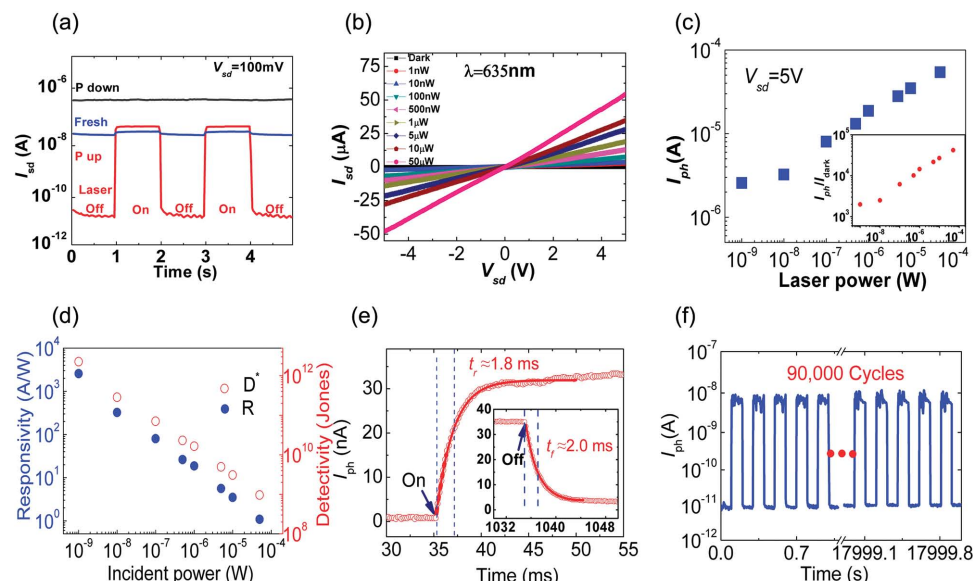 (a)
V_sd=100mV
P down
Fresh
P up
Laser
Off On Off On Off
10^-6
10^-8
10^-10
10^-12
I_sd (A)
0 1 2 3 4
Time (s)
(b)
λ=635nm
Dark
1nW
10nW
100nW
500nW
1μW
5μW
10μW
50μW
75
50
25
0
-25
-50
I_sd (μA)
-4 -2 0 2 4
V_sd (V)
(c)
V_sd=5V
10^-4
10^-5
10^-6
I_ph(A)
10^-9 10^-8 10^-7 10^-6 10^-5 10^-4
Laser power (W)
10^5
10^4
10^3
I_ph/I_dark
10^-8 10^-6 10^-4
(d)
10^4
10^3
10^2
10^1
10^0
Responsivity (A/W)
D*
R
10^12
10^10
10^8
Detectivity (Jones)
10^-9 10^-8 10^-7 10^-6 10^-5 10^-4
Incident power (W)
(e)
t_r ≈1.8 ms
30
20
10
0
I_ph (nA)
On
40
30
20
10
0
Off
t_f ≈2.0 ms
1032 1036 1040 1048
30 35 40 45 50 55
Time (ms)
(f)
90,000 Cycles
10^-7
10^-8
10^-9
10^-10
10^-11
10^-12
I_ph (A)
0.0 0.7 17999.1 17999.8
Time (s)